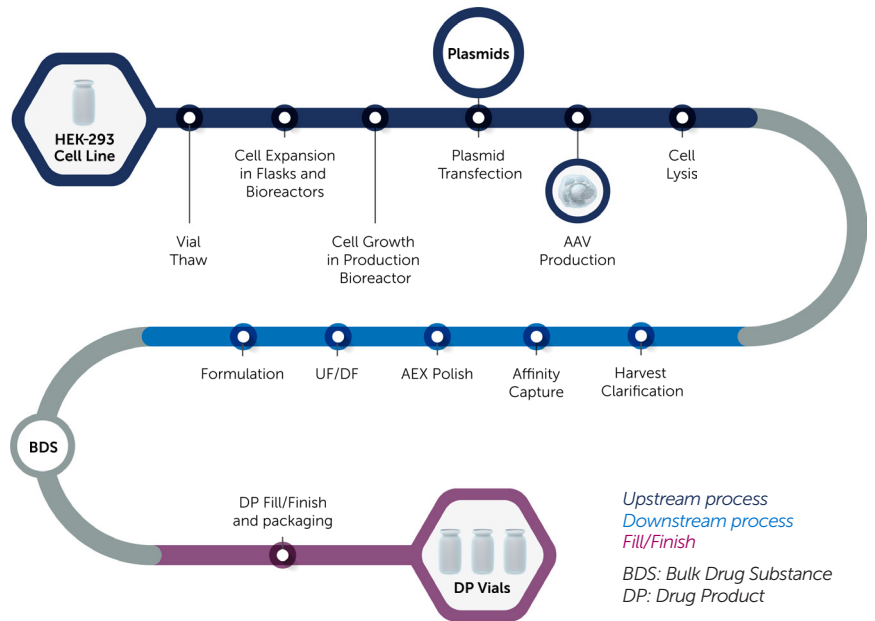 Plasmids
HEK-293
Cell Line
Vial
Thaw
Cell Expansion
in Flasks and
Bioreactors
Cell Growth
in Production
Bioreactor
Plasmid
Transfection
AAV
Production
Cell
Lysis
Formulation
UF/DF
AEX Polish
Affinity
Capture
Harvest
Clarification
BDS
DP Fill/Finish
and packaging
DP Vials
Upstream process
Downstream process
Fill/Finish
BDS: Bulk Drug Substance
DP: Drug Product